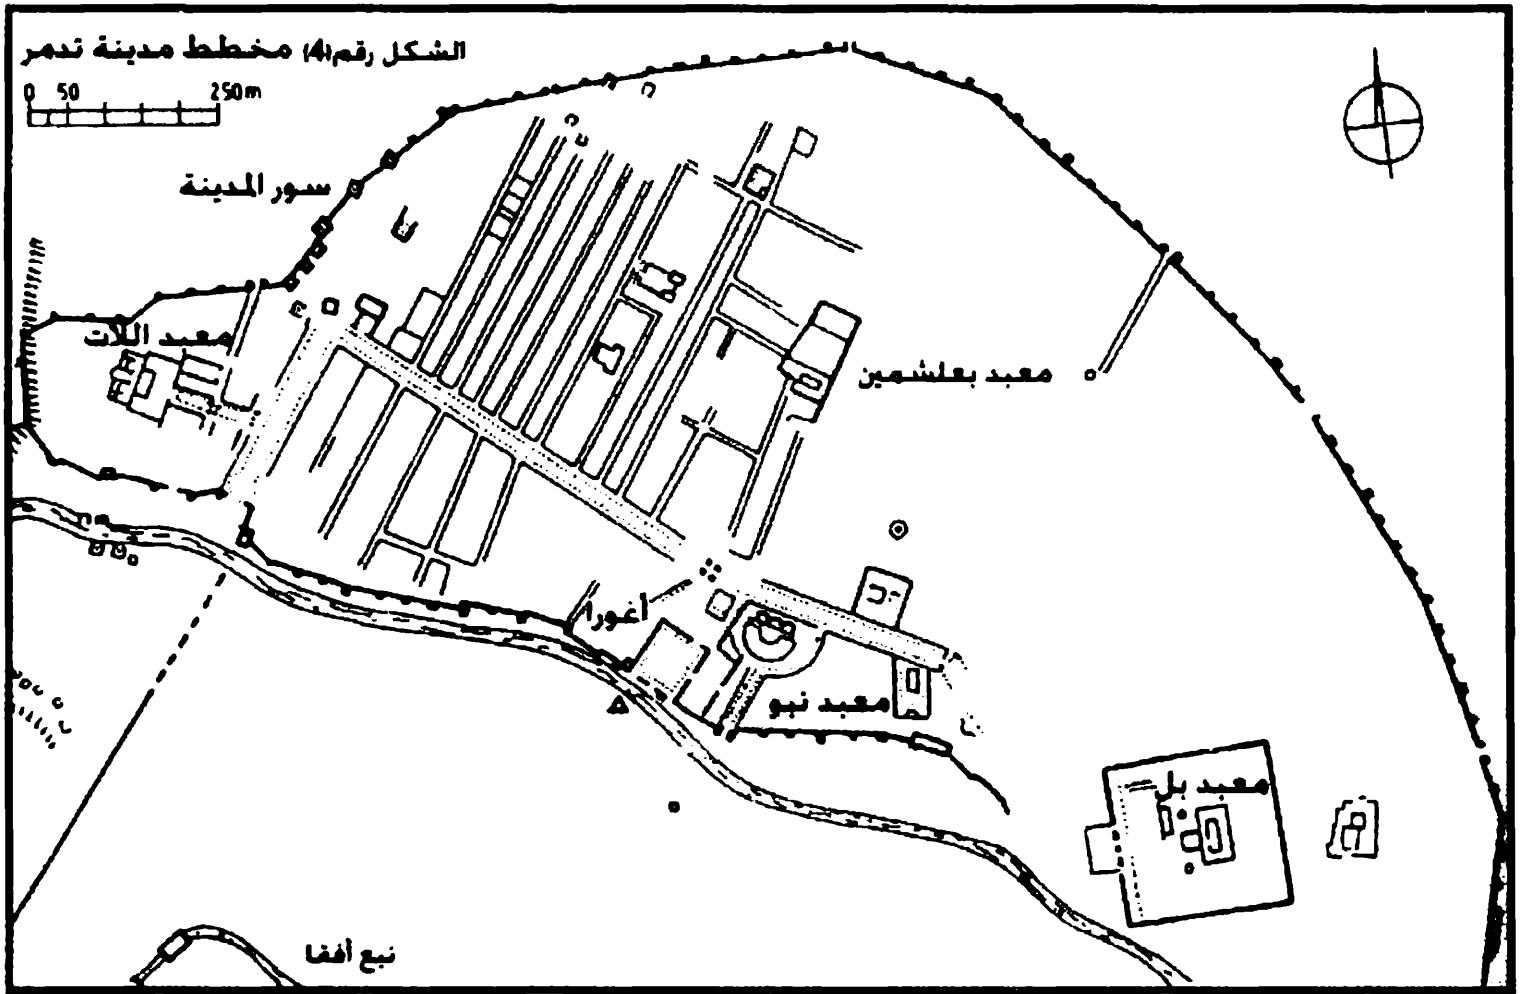 الشكل رقم (4) مخطط مدينة تدمر
0 50 250m
سور المدينة
معبد اللات
معبد بعلشمين
أغورا
معبد نبو
معبد بل
نبع أفقا